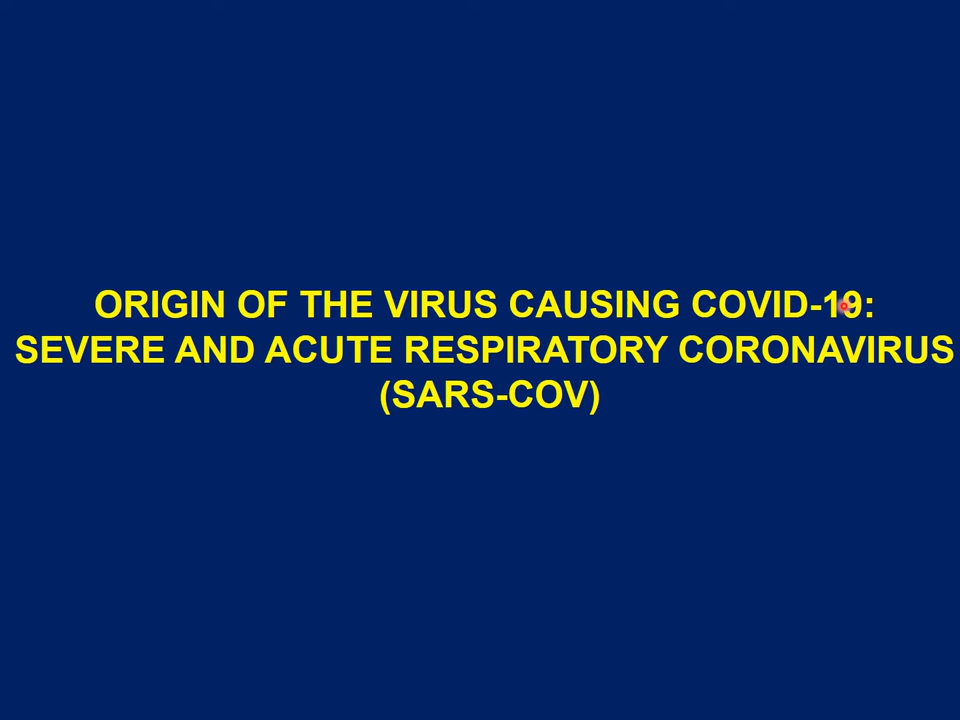 ORIGIN OF THE VIRUS CAUSING COVID-19:
SEVERE AND ACUTE RESPIRATORY CORONAVIRUS
(SARS-COV)